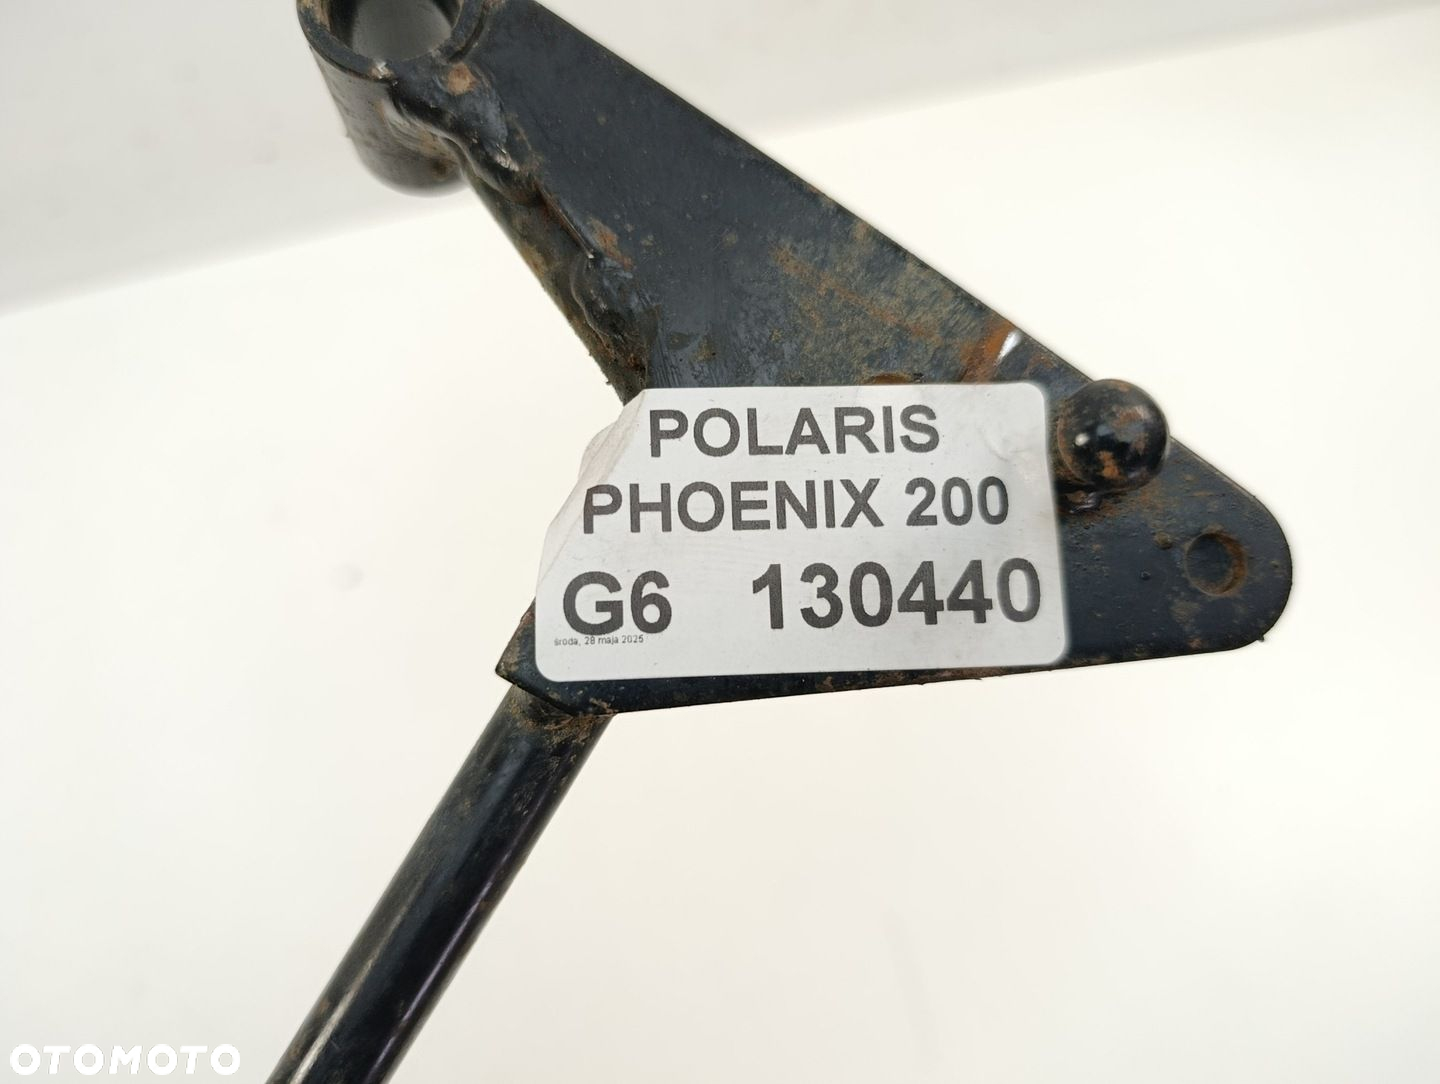 POLARIS
PHOENIX 200
G6 130440
środa, 28 maja 2025
OTOMOTO